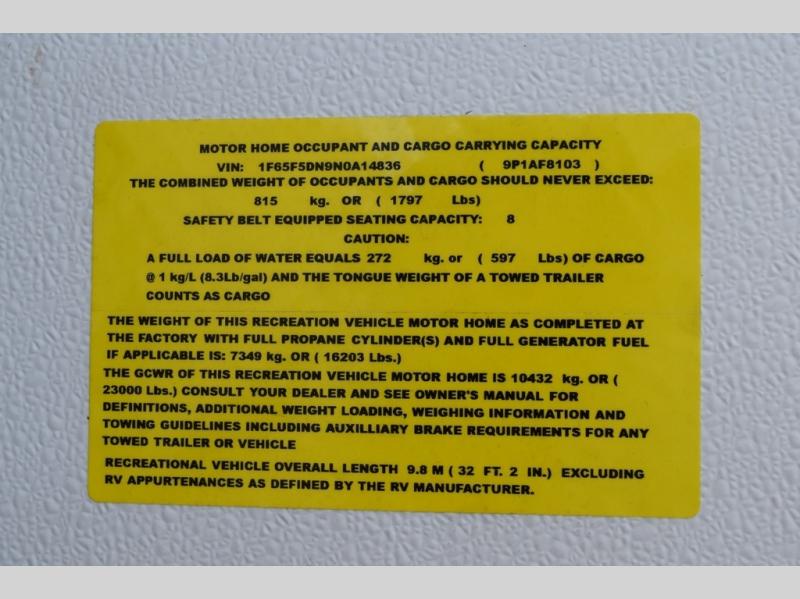 MOTOR HOME OCCUPANT AND CARGO CARRYING CAPACITY
VIN: 1F65F5DN9N0A14836 ( 9P1AF8103 )
THE COMBINED WEIGHT OF OCCUPANTS AND CARGO SHOULD NEVER EXCEED:
815 kg. OR ( 1797 Lbs)
SAFETY BELT EQUIPPED SEATING CAPACITY: 8
CAUTION:
A FULL LOAD OF WATER EQUALS 272 kg. or ( 597 Lbs) OF CARGO
@ 1 kg/L (8.3Lb/gal) AND THE TONGUE WEIGHT OF A TOWED TRAILER
COUNTS AS CARGO
THE WEIGHT OF THIS RECREATION VEHICLE MOTOR HOME AS COMPLETED AT
THE FACTORY WITH FULL PROPANE CYLINDER(S) AND FULL GENERATOR FUEL
IF APPLICABLE IS: 7349 kg. OR ( 16203 Lbs.)
THE GCWR OF THIS RECREATION VEHICLE MOTOR HOME IS 10432 kg. OR (
23000 Lbs.) CONSULT YOUR DEALER AND SEE OWNER'S MANUAL FOR
DEFINITIONS, ADDITIONAL WEIGHT LOADING, WEIGHING INFORMATION AND
TOWING GUIDELINES INCLUDING AUXILLIARY BRAKE REQUIREMENTS FOR ANY
TOWED TRAILER OR VEHICLE
RECREATIONAL VEHICLE OVERALL LENGTH 9.8 M ( 32 FT. 2 IN.) EXCLUDING
RV APPURTENANCES AS DEFINED BY THE RV MANUFACTURER.